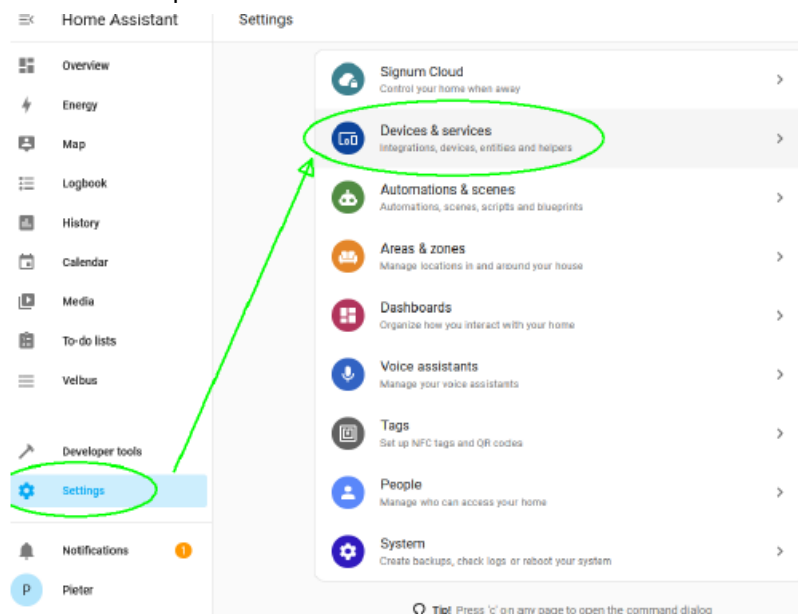 Home Assistant
Settings
Overview
Energy
Map
Logbook
History
Calendar
Media
To-do lists
Velbus
Developer tools
Settings
Notifications
1
P
Pieter
Signum Cloud
Control your home when away
Devices & services
Integrations, devices, entities and helpers
Automations & scenes
Automations, scenes, scripts and blueprints
Areas & zones
Manage locations in and around your house
Dashboards
Organize how you interact with your home
Voice assistants
Manage your voice assistants
Tags
Set up NFC tags and QR codes
People
Manage who can access your home
System
Create backups, check logs or reboot your system
Tip! Press 'c' on any page to open the command dialog